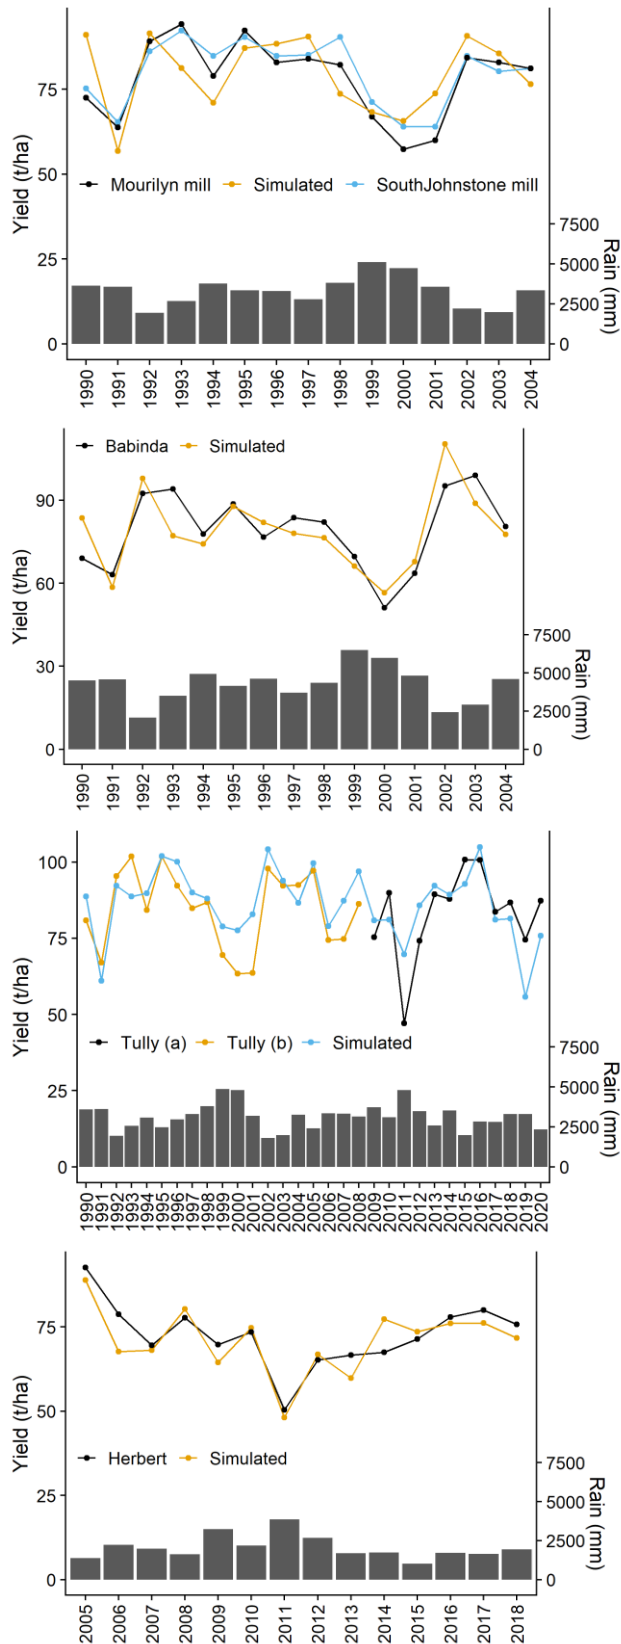 75
50
25
0
Yield (t/ha)
Mourilyn mill Simulated SouthJohnstone mill
7500
5000
2500
0
Rain (mm)
1990 1991 1992 1993 1994 1995 1996 1997 1998 1999 2000 2001 2002 2003 2004
Babinda Simulated
90
60
30
0
Yield (t/ha)
7500
5000
2500
0
Rain (mm)
1990 1991 1992 1993 1994 1995 1996 1997 1998 1999 2000 2001 2002 2003 2004
100
75
50
25
0
Yield (t/ha)
Tully (a) Tully (b) Simulated
7500
5000
2500
0
Rain (mm)
1990 1991 1992 1993 1994 1995 1996 1997 1998 1999 2000 2001 2002 2003 2004 2005 2006 2007 2008 2009 2010 2011 2012 2013 2014 2015 2016 2017 2018 2019 2020
75
50
25
0
Yield (t/ha)
Herbert Simulated
7500
5000
2500
0
Rain (mm)
2005 2006 2007 2008 2009 2010 2011 2012 2013 2014 2015 2016 2017 2018